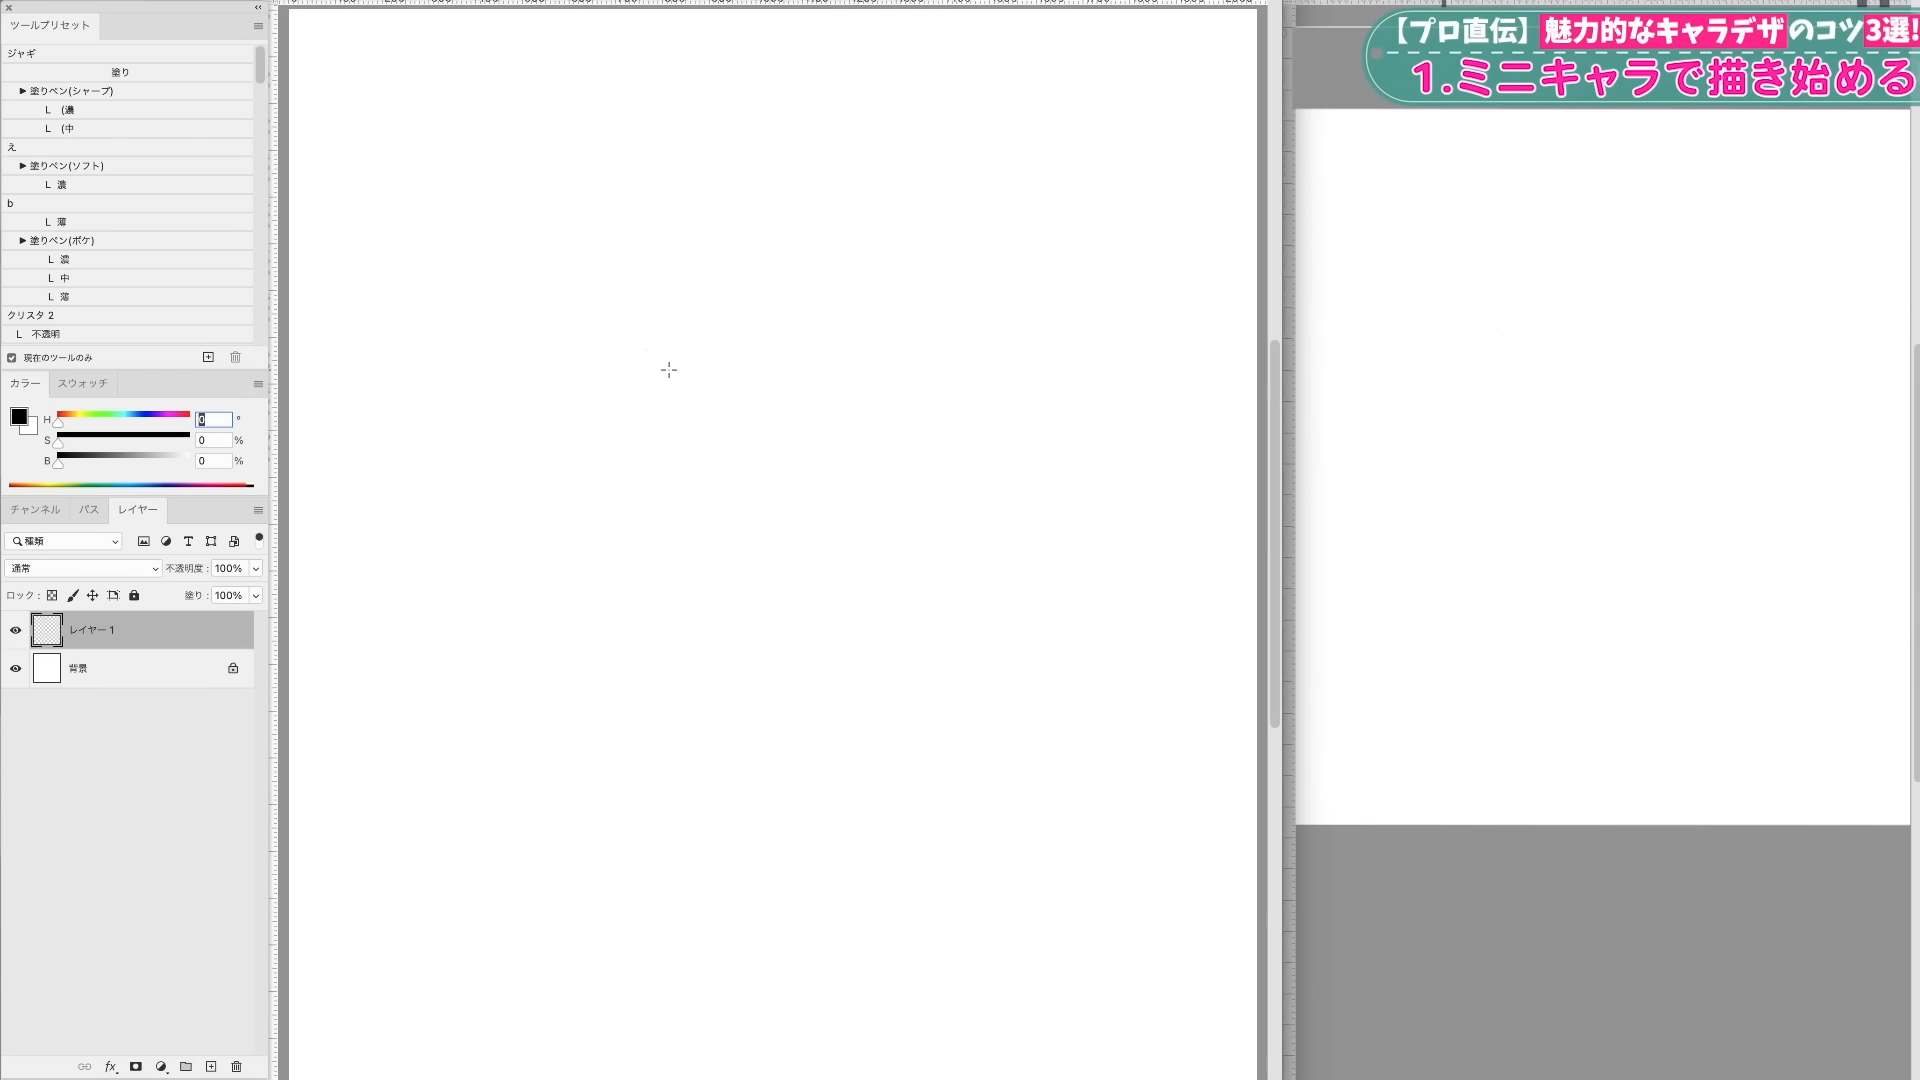 ツールプリセット
ジャギ
塗り
▶ 塗りペン(シャープ)
L (濃
L (中
え
▶ 塗りペン(ソフト)
L 濃
b
L 薄
▶ 塗りペン(ボケ)
L 濃
L 中
L 薄
クリスタ 2
L 不透明
現在のツールのみ
カラー スウォッチ
H 0 °
S 0 %
B 0 %
チャンネル パス レイヤー
種類
通常 不透明度 : 100%
ロック : 塗り : 100%
レイヤー 1
背景
fx
【プロ直伝】魅力的なキャラデザのコツ3選!
1.ミニキャラで描き始める